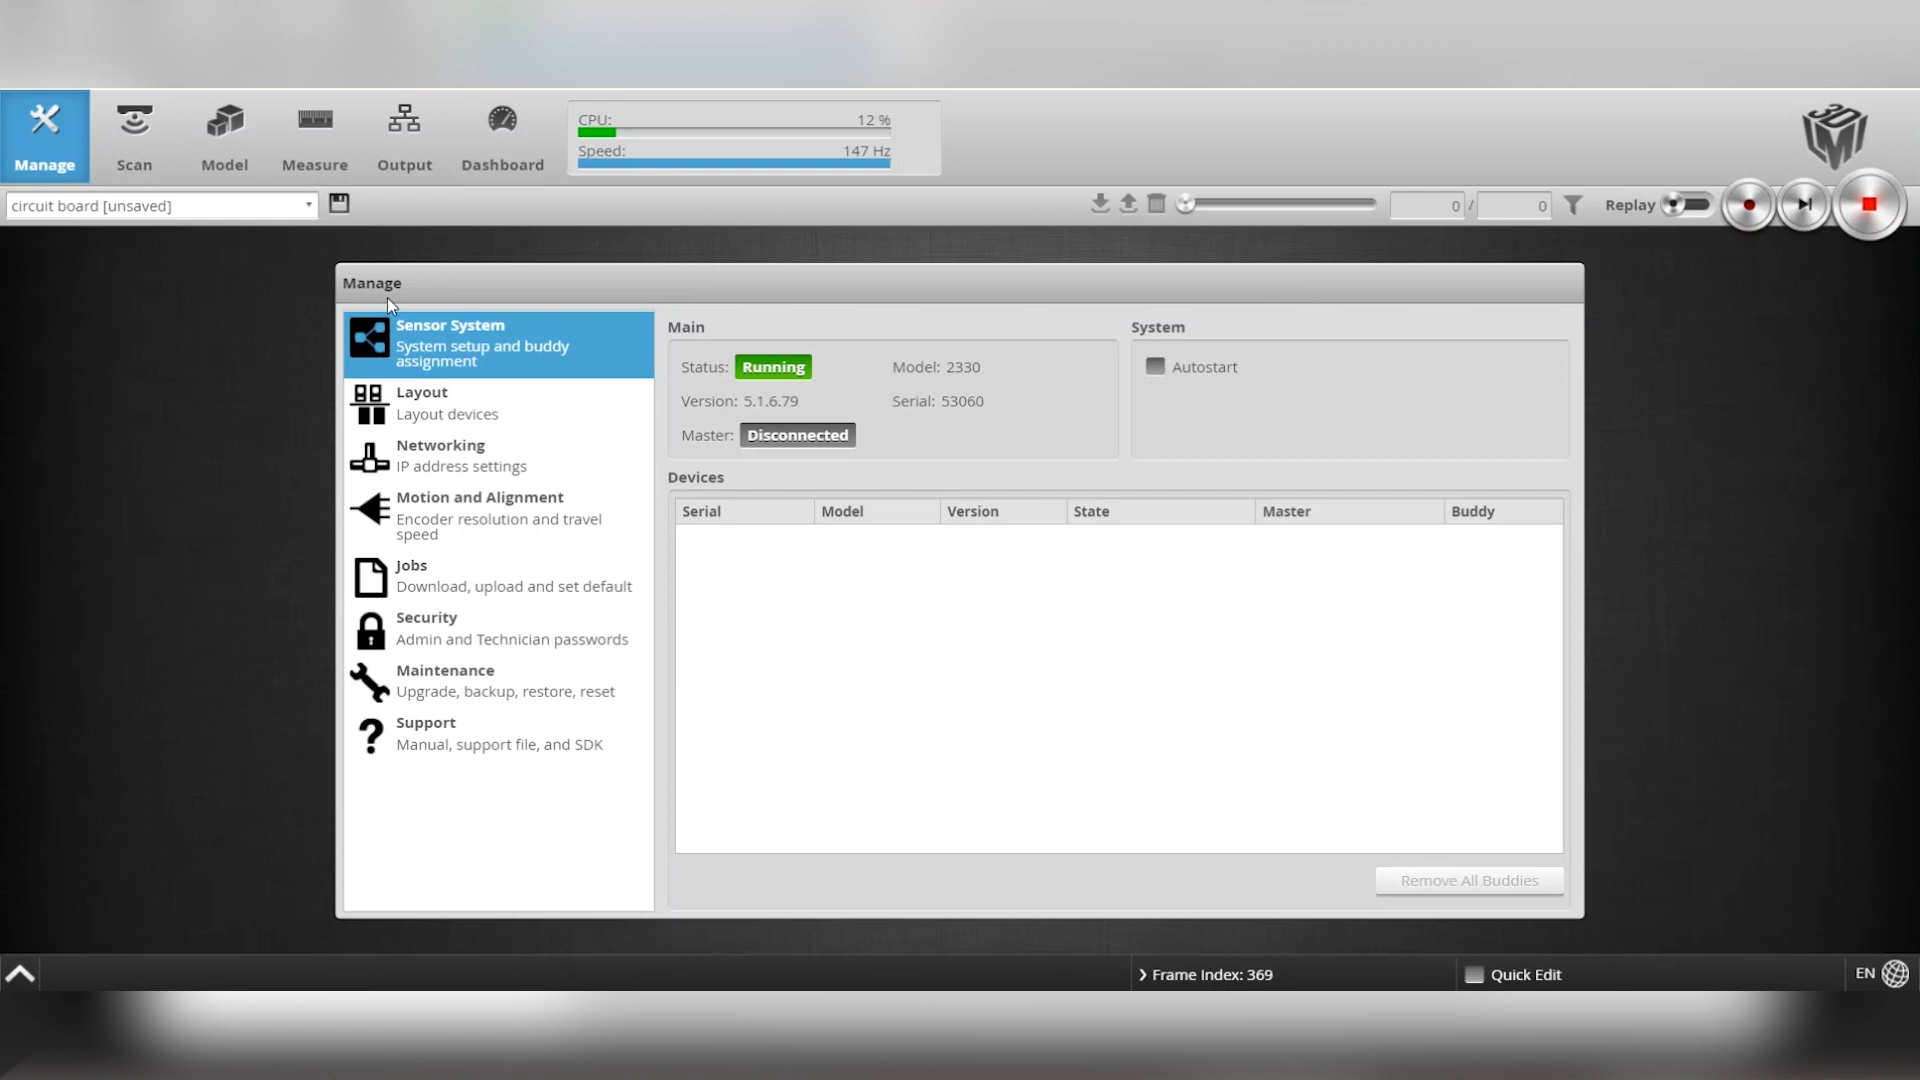 CPU: 12 %
Speed: 147 Hz
Manage
Scan
Model
Measure
Output
Dashboard
circuit board [unsaved]
0 / 0
Replay
Manage
Sensor System
System setup and buddy
assignment
Layout
Layout devices
Networking
IP address settings
Motion and Alignment
Encoder resolution and travel
speed
Jobs
Download, upload and set default
Security
Admin and Technician passwords
Maintenance
Upgrade, backup, restore, reset
Support
Manual, support file, and SDK
Main
Status: Running Model: 2330
Version: 5.1.6.79 Serial: 53060
Master: Disconnected
System
Autostart
Devices
Serial Model Version State Master Buddy
Remove All Buddies
Frame Index: 369
Quick Edit
EN